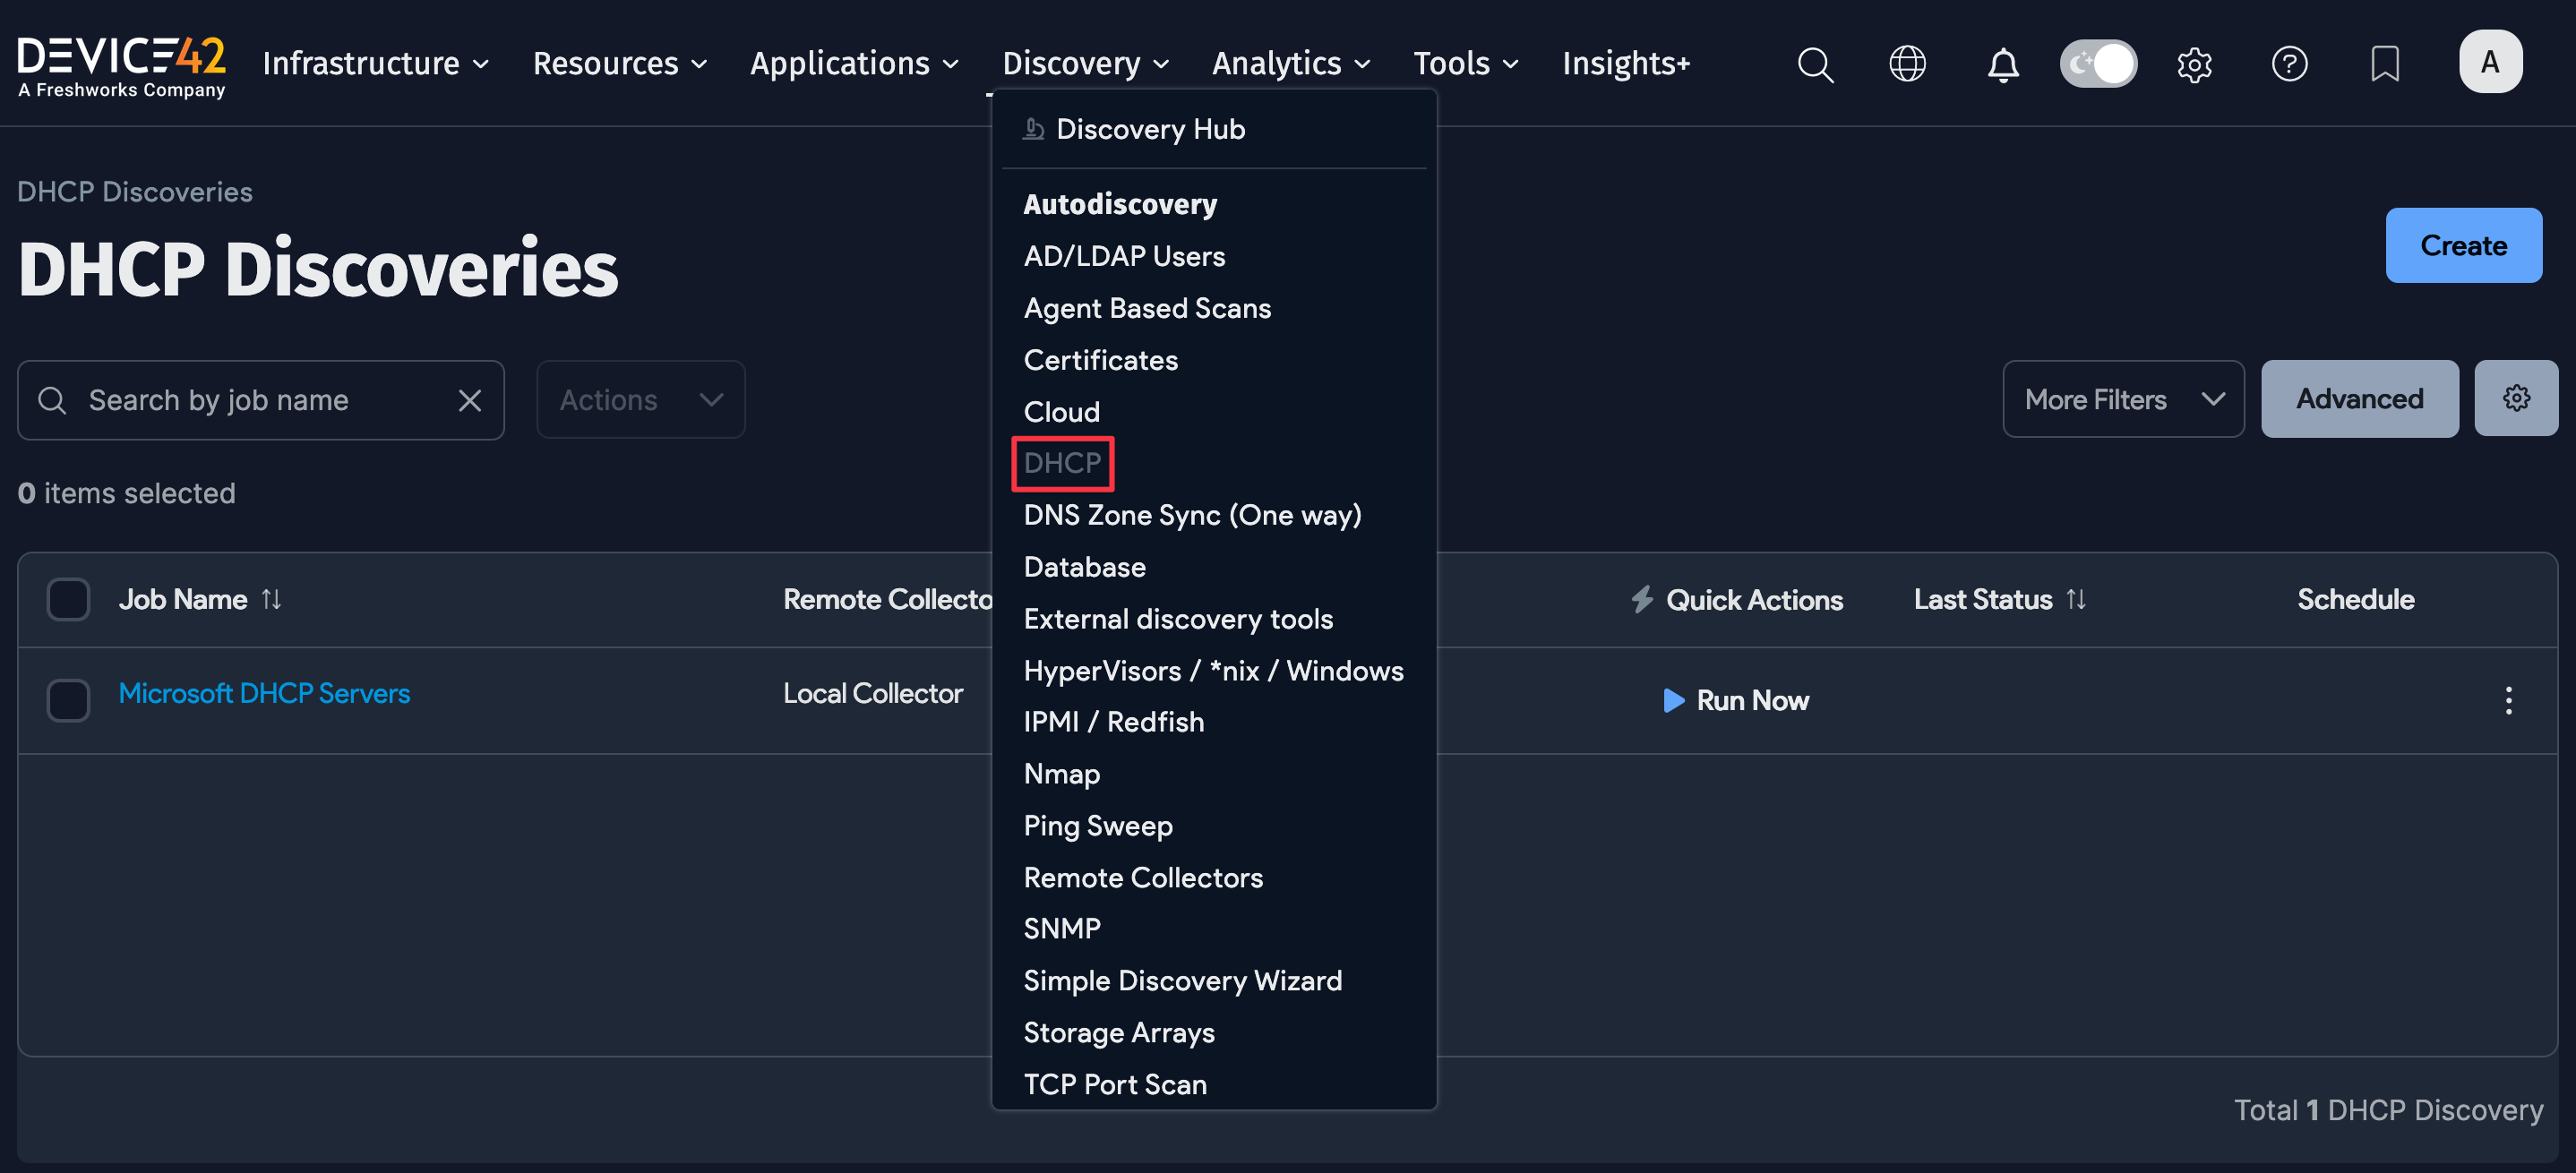 DEVICE42
A Freshworks Company
Infrastructure
Resources
Applications
Discovery
Analytics
Tools
Insights+
A
Discovery Hub
Autodiscovery
AD/LDAP Users
Agent Based Scans
Certificates
Cloud
DHCP
DNS Zone Sync (One way)
Database
External discovery tools
HyperVisors / *nix / Windows
IPMI / Redfish
Nmap
Ping Sweep
Remote Collectors
SNMP
Simple Discovery Wizard
Storage Arrays
TCP Port Scan
DHCP Discoveries
DHCP Discoveries
Create
Search by job name
Actions
More Filters
Advanced
0 items selected
Job Name
Remote Collecto
Quick Actions
Last Status
Schedule
Microsoft DHCP Servers
Local Collector
Run Now
Total 1 DHCP Discovery